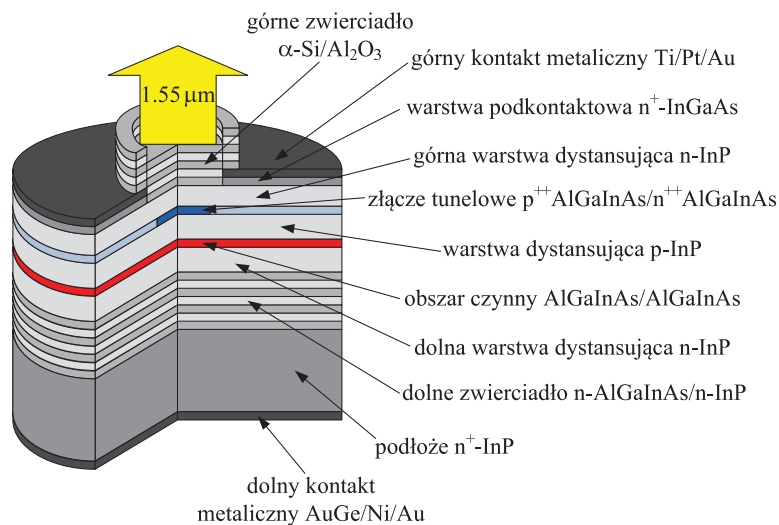 górne zwierciadło
α-Si/Al₂O₃
1.55 μm
górny kontakt metaliczny Ti/Pt/Au
warstwa podkontaktowa n⁺-InGaAs
górna warstwa dystansująca n-InP
złącze tunelowe p⁺⁺AlGaInAs/n⁺⁺AlGaInAs
warstwa dystansująca p-InP
obszar czynny AlGaInAs/AlGaInAs
dolna warstwa dystansująca n-InP
dolne zwierciadło n-AlGaInAs/n-InP
podłoże n⁺-InP
dolny kontakt
metaliczny AuGe/Ni/Au